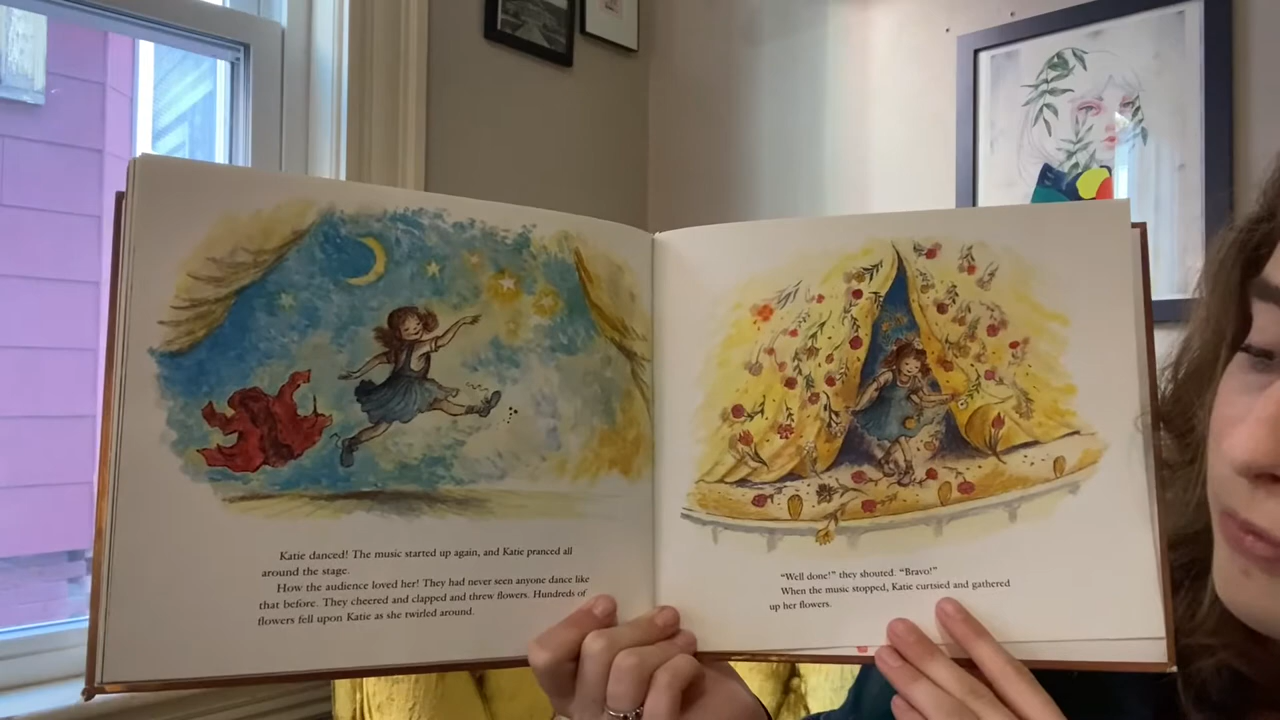 Katie danced! The music started up again, and Katie pranced all
around the stage.
How the audience loved her! They had never seen anyone dance like
that before. They cheered and clapped and threw flowers. Hundreds of
flowers fell upon Katie as she twirled around.
“Well done!” they shouted. “Bravo!”
When the music stopped, Katie curtsied and gathered
up her flowers.